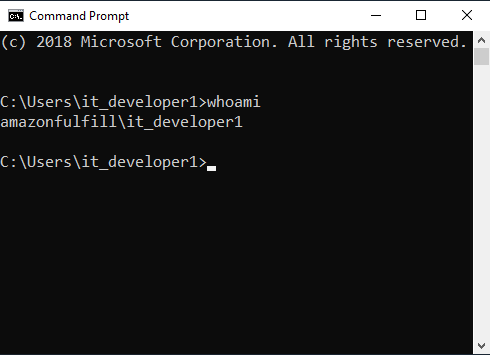 Command Prompt
(c) 2018 Microsoft Corporation. All rights reserved.
C:\Users\it_developer1>whoami
amazonfulfill\it_developer1
C:\Users\it_developer1>